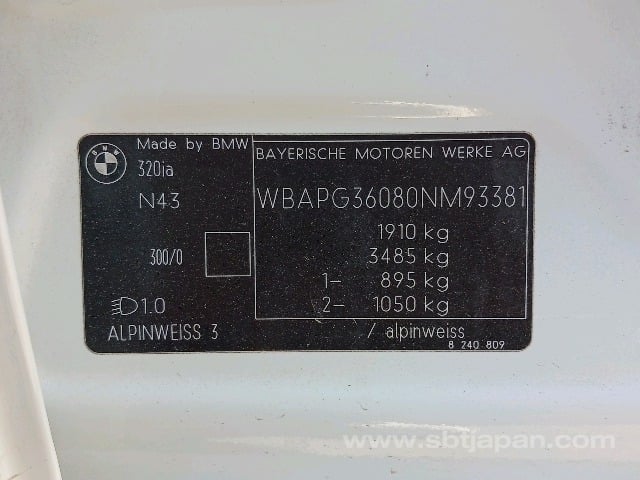 BMW
Made by BMW
320ia
N43
300/0
1.0
ALPINWEISS 3
BAYERISCHE MOTOREN WERKE AG
WBAPG36080NM93381
1910 kg
3485 kg
1- 895 kg
2- 1050 kg
/ alpinweiss
8 240 809
www.sbtjapan.com